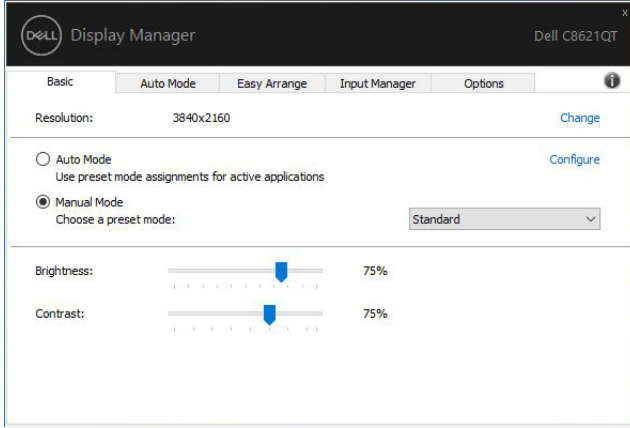 x
DELL Display Manager Dell C8621QT
Basic Auto Mode Easy Arrange Input Manager Options i
Resolution: 3840x2160 Change
Auto Mode Configure
Use preset mode assignments for active applications
Manual Mode
Choose a preset mode: Standard
Brightness: 75%
Contrast: 75%